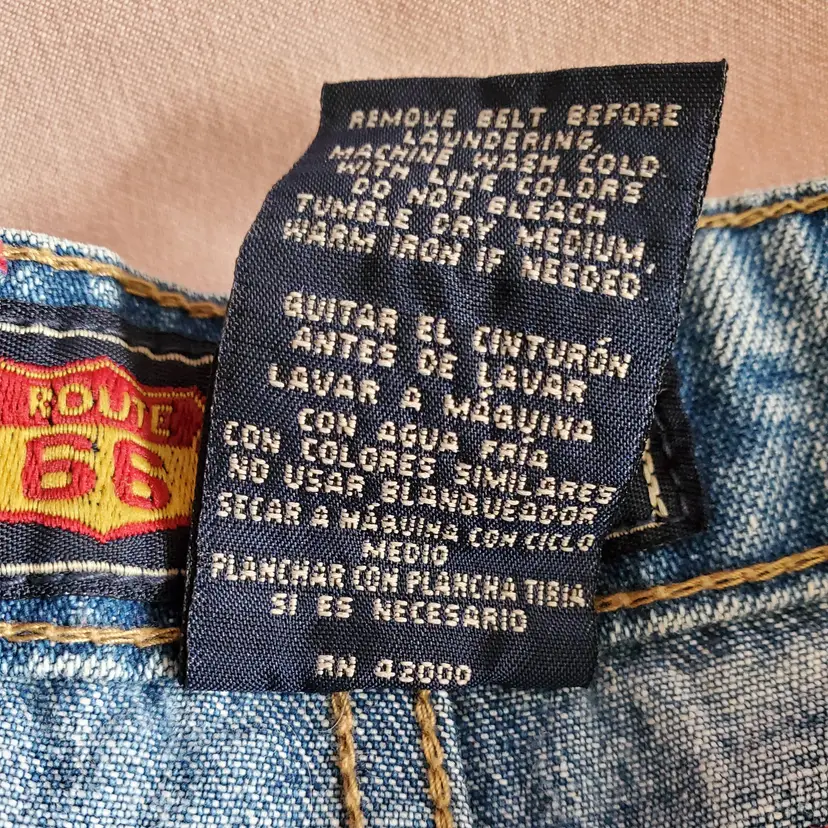 REMOVE BELT BEFORE
LAUNDERING,
MACHINE WASH COLD
WITH LIKE COLORS
DO NOT BLEACH
TUMBLE DRY MEDIUM,
WARM IRON IF NEEDED.
QUITAR EL CINTURÓN
ANTES DE LAVAR
LAVAR A MÁQUINA
CON AGUA FRÍA
CON COLORES SIMILARES
NO USAR BLANQUEADOR
SECAR A MÁQUINA CON CICLO
MEDIO
PLANCHAR CON PLANCHA TIBIA
SI ES NECESARIO
RN 42000
ROUTE
66